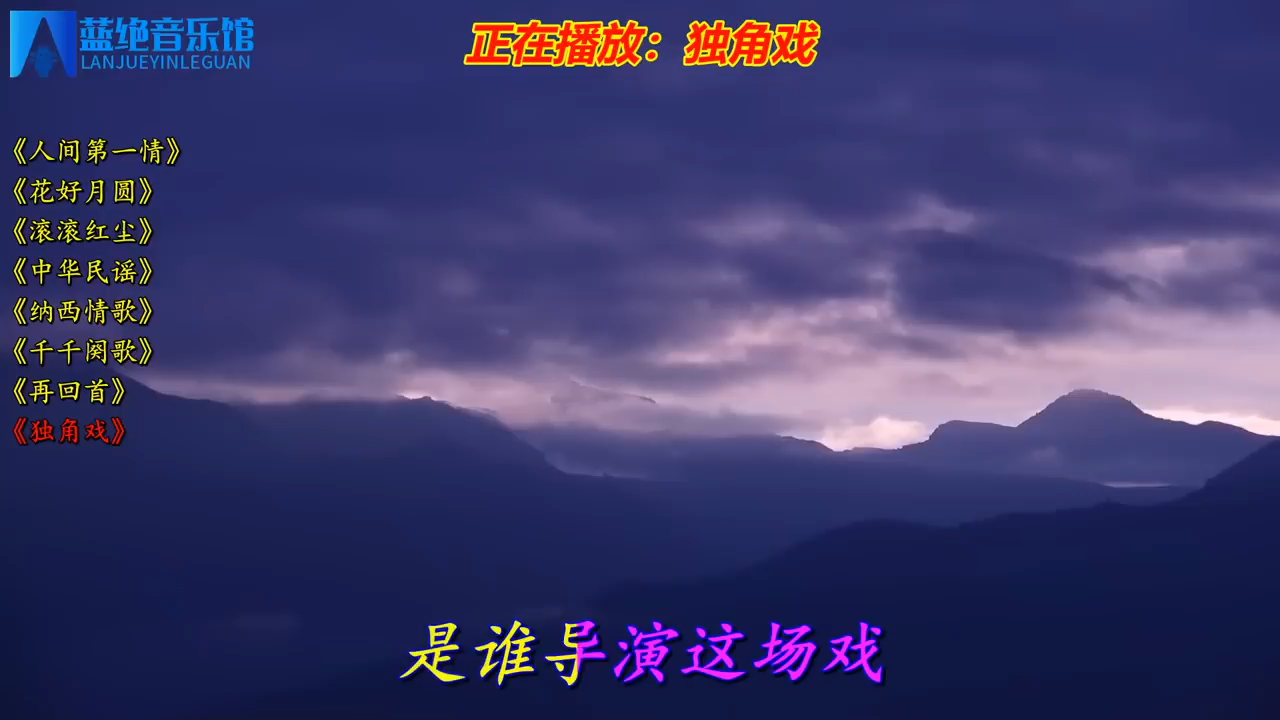 蓝绝音乐馆
LANJUEYINLEGUAN
正在播放：独角戏
《人间第一情》
《花好月圆》
《滚滚红尘》
《中华民谣》
《纳西情歌》
《千千阕歌》
《再回首》
《独角戏》
是谁导演这场戏